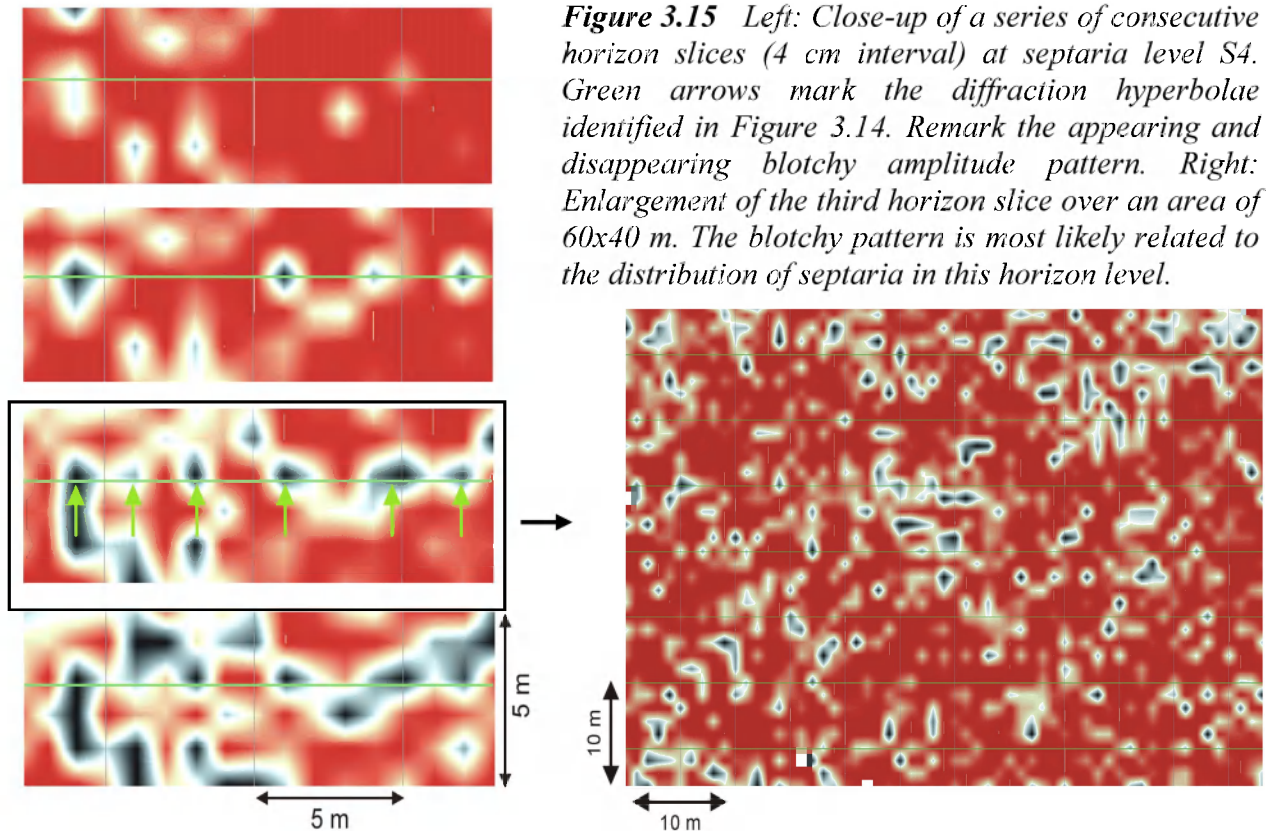 Figure 3.15 Left: Close-up of a series of consecutive
horizon slices (4 cm interval) at septaria level S4.
Green arrows mark the diffraction hyperbolae
identified in Figure 3.14. Remark the appearing and
disappearing blotchy amplitude pattern. Right:
Enlargement of the third horizon slice over an area of
60x40 m. The blotchy pattern is most likely related to
the distribution of septaria in this horizon level.
5 m
5 m
10 m
10 m